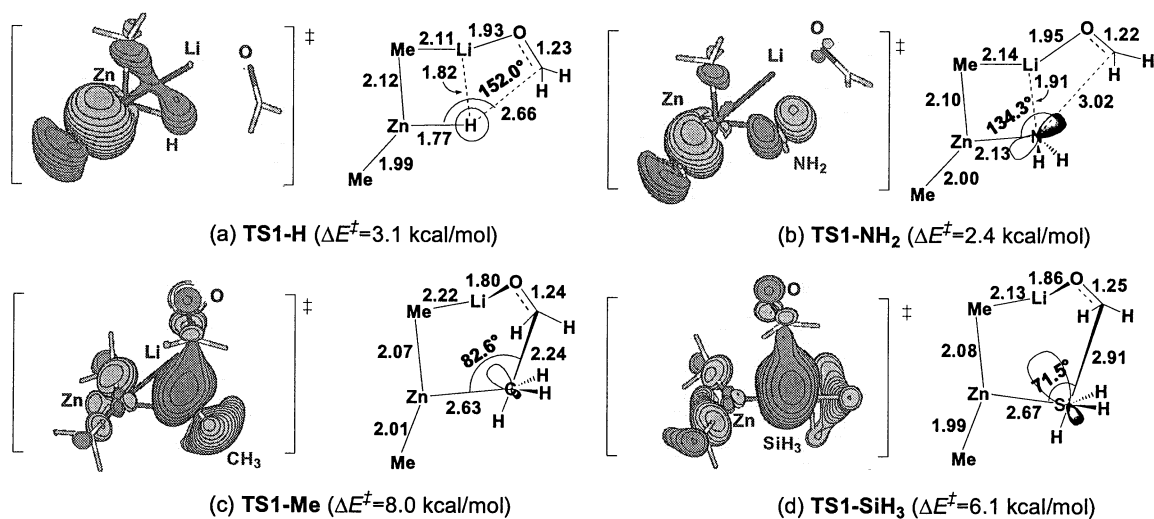 ‡
Li
O
Zn
H
Me 2.11 Li 1.93 O
1.23
2.12
1.82
152.0°
H
H
2.66
Zn
1.77
H
1.99
Me
(a) TS1-H (ΔE‡=3.1 kcal/mol)
‡
O
Li
Zn
NH2
Me 2.14 Li 1.95 O
1.22
H
H
1.91
2.10
134.3°
3.02
Zn
2.13
N
H
H
2.00
Me
(b) TS1-NH2 (ΔE‡=2.4 kcal/mol)
‡
O
Li
Zn
CH3
Me 2.22 Li 1.80 O
1.24
H
H
2.07
82.6°
2.24
Zn
2.63
C
H
H
H
2.01
Me
(c) TS1-Me (ΔE‡=8.0 kcal/mol)
‡
O
Zn
SiH3
Me 2.13 Li 1.86 O
1.25
H
H
2.08
71.5°
2.91
Zn
2.67
Si
H
H
H
1.99
Me
(d) TS1-SiH3 (ΔE‡=6.1 kcal/mol)